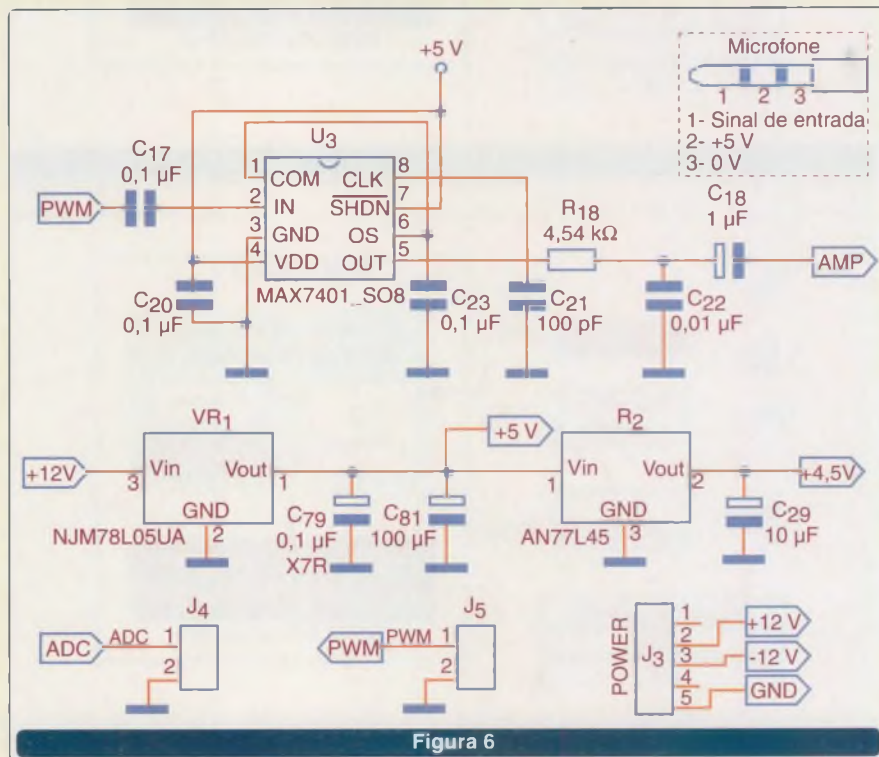 +5 V
Microfone
1 2 3
1- Sinal de entrada
2- +5 V
3- 0 V
U3
C17
0,1 µF
PWM
1 COM CLK 8
2 IN SHDN 7
3 GND OS 6
4 VDD OUT 5
MAX7401_SO8
R18
4,54 kΩ
C18
1 µF
AMP
C20
0,1 µF
C23
0,1 µF
C21
100 pF
C22
0,01 µF
VR1
+12V
3 Vin Vout 1
GND
2
NJM78L05UA
C79
0,1 µF
X7R
C81
100 µF
+5 V
R2
1 Vin Vout 2
GND
3
AN77L45
+4,5V
C29
10 µF
J4
ADC
ADC 1
2
J5
PWM
PWM 1
2
POWER
J3
1
2
3
4
5
+12 V
-12 V
GND
Figura 6